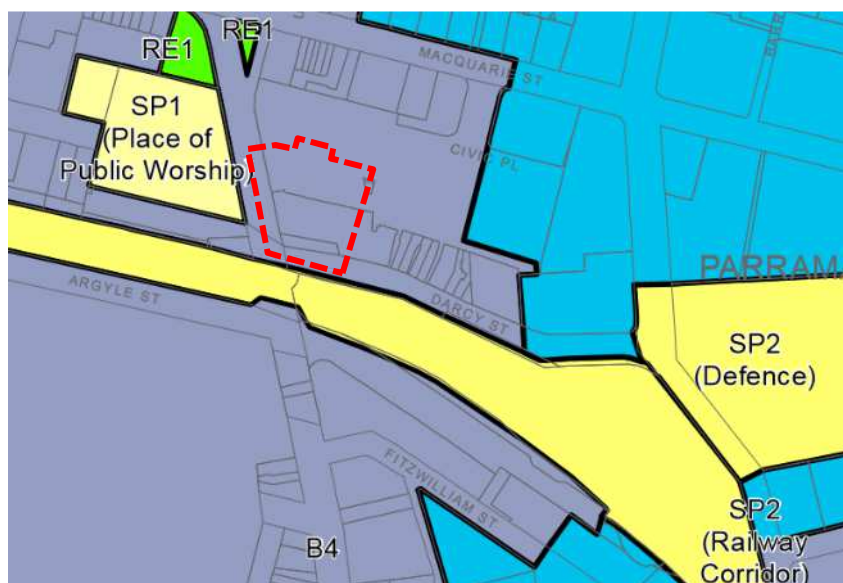 RE1
RE1
MACQUARIE ST
SP1
(Place of
Public Worship)
CIVIC PL
PARRAM
ARGYLE ST
DARCY ST
SP2
(Defence)
FITZWILLIAM ST
B4
SP2
(Railway
Corridor)